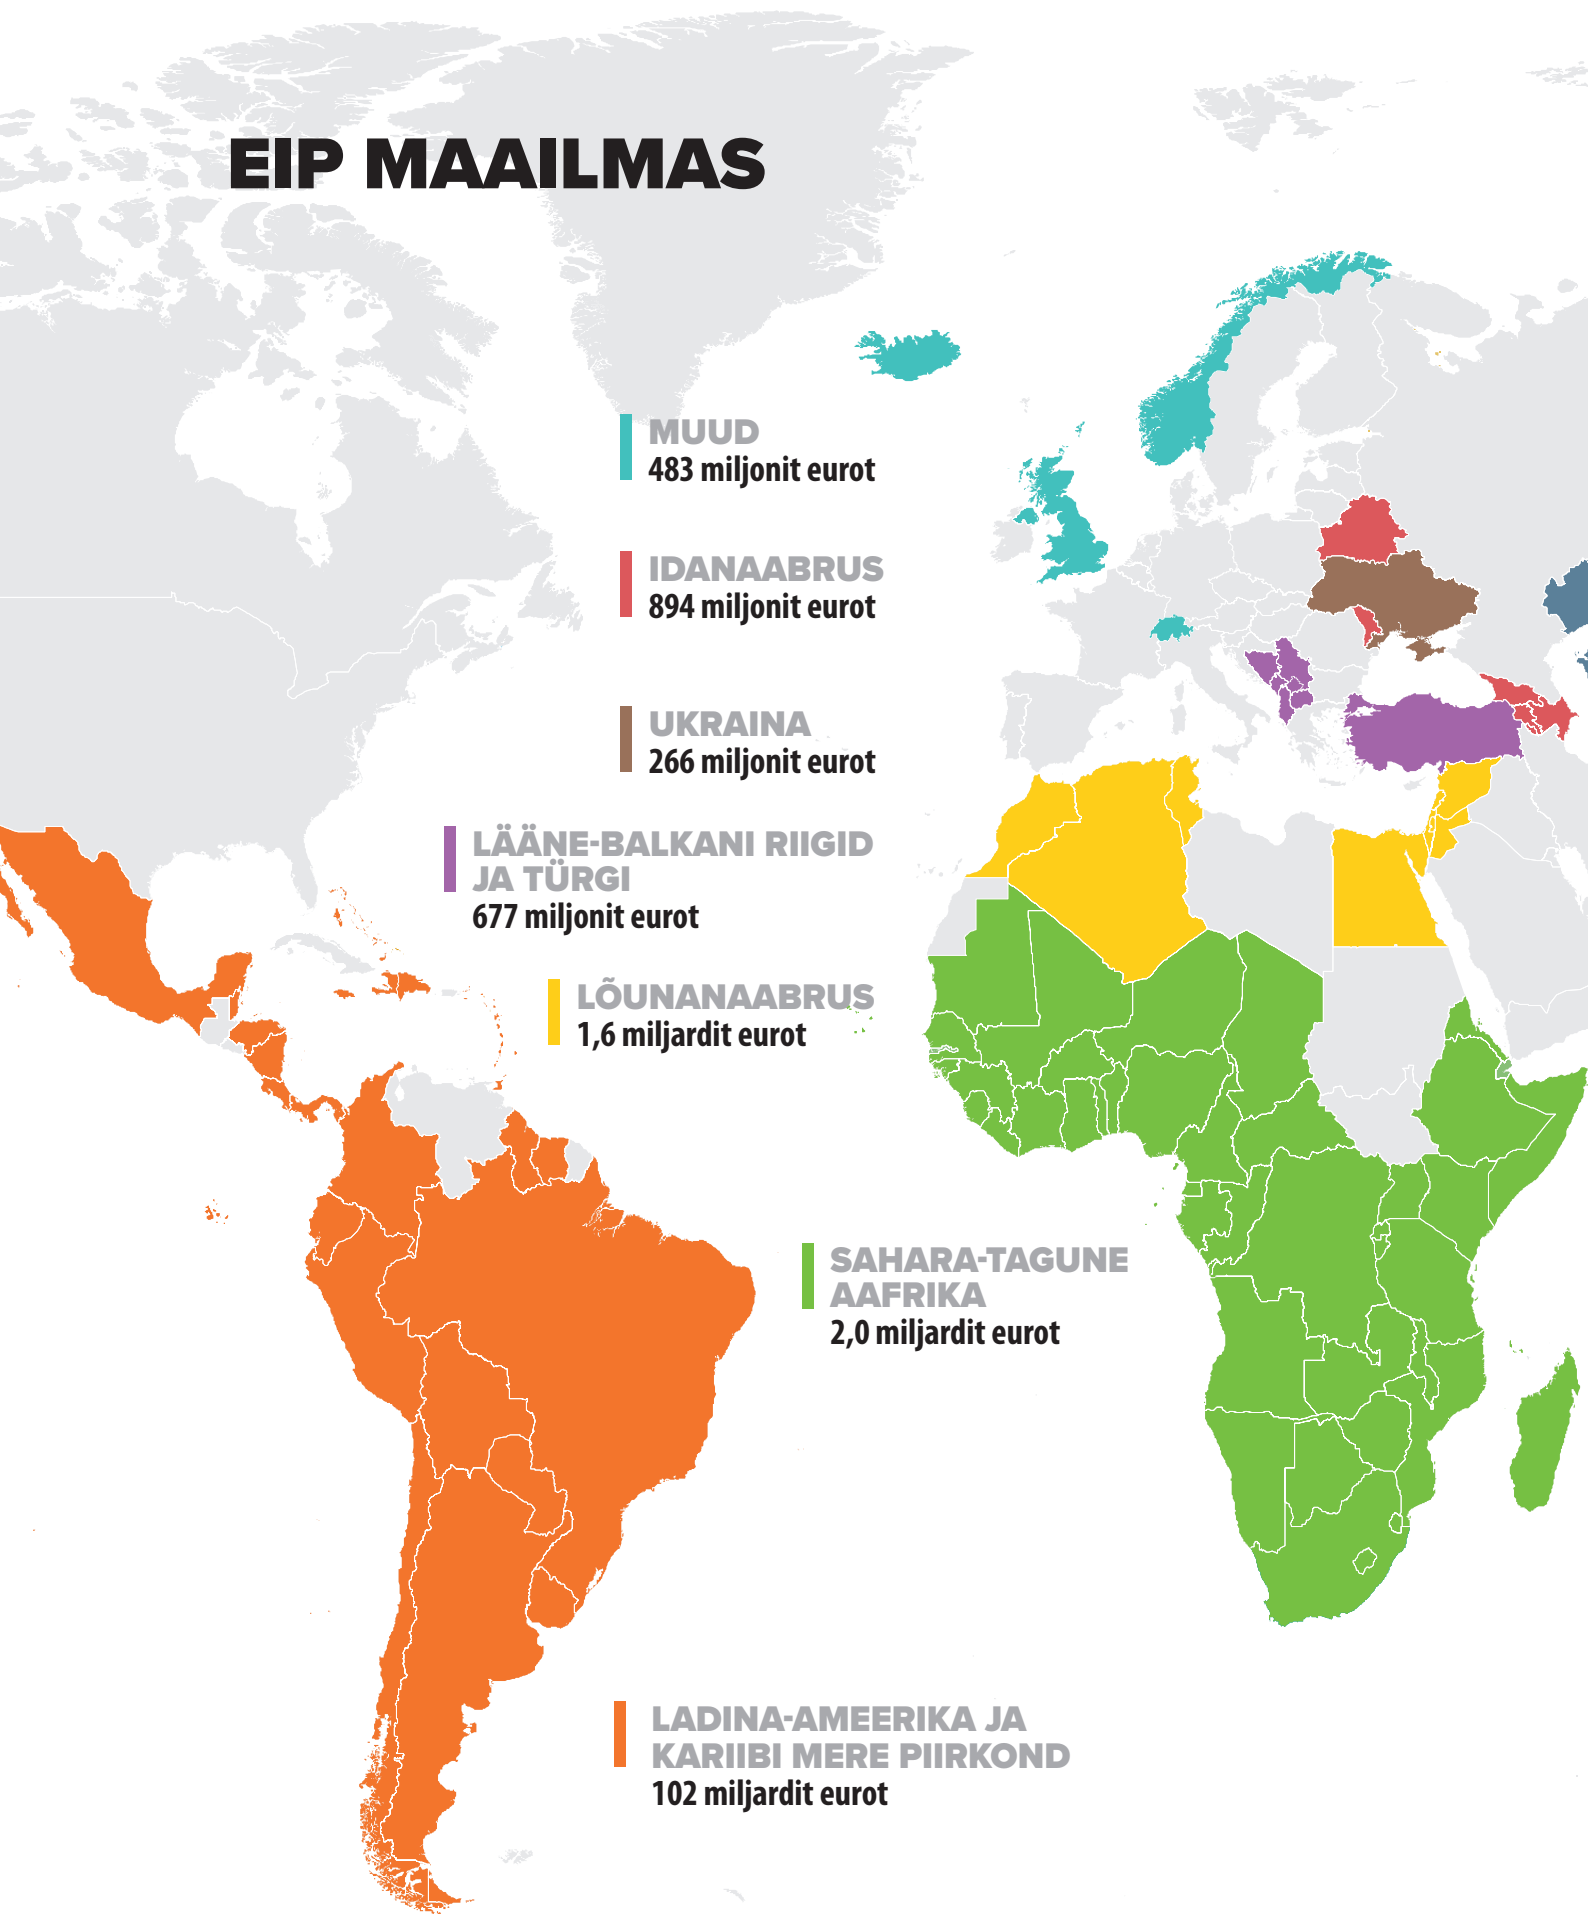 EIP MAAILMAS
MUUD
483 miljonit eurot
IDANAABRUS
894 miljonit eurot
UKRAINA
266 miljonit eurot
LÄÄNE-BALKANI RIIGID
JA TÜRGI
677 miljonit eurot
LÕUNANAABRUS
1,6 miljardit eurot
SAHARA-TAGUNE
AAFRIKA
2,0 miljardit eurot
LADINA-AMEERIKA JA
KARIIBI MERE PIIRKOND
102 miljardit eurot